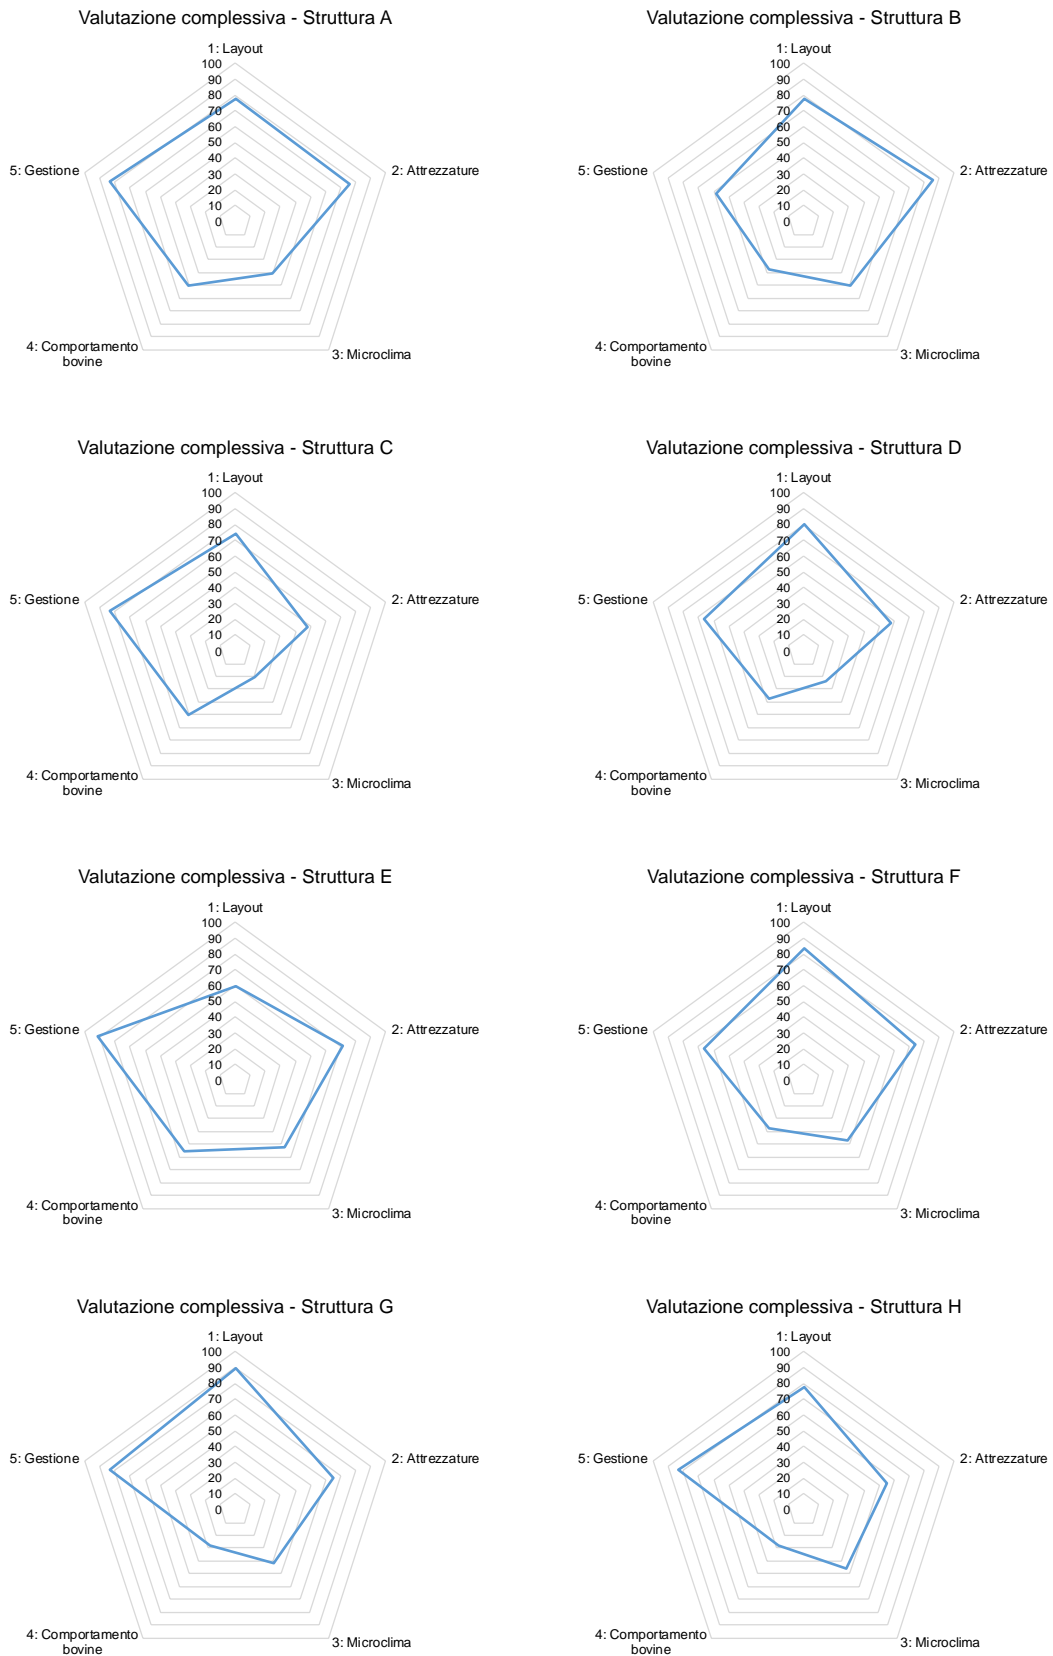 Valutazione complessiva - Struttura A
1: Layout
100
90
80
70
60
50
40
30
20
10
0
2: Attrezzature
3: Microclima
4: Comportamento
bovine
5: Gestione
Valutazione complessiva - Struttura B
1: Layout
100
90
80
70
60
50
40
30
20
10
0
2: Attrezzature
3: Microclima
4: Comportamento
bovine
5: Gestione
Valutazione complessiva - Struttura C
1: Layout
100
90
80
70
60
50
40
30
20
10
0
2: Attrezzature
3: Microclima
4: Comportamento
bovine
5: Gestione
Valutazione complessiva - Struttura D
1: Layout
100
90
80
70
60
50
40
30
20
10
0
2: Attrezzature
3: Microclima
4: Comportamento
bovine
5: Gestione
Valutazione complessiva - Struttura E
1: Layout
100
90
80
70
60
50
40
30
20
10
0
2: Attrezzature
3: Microclima
4: Comportamento
bovine
5: Gestione
Valutazione complessiva - Struttura F
1: Layout
100
90
80
70
60
50
40
30
20
10
0
2: Attrezzature
3: Microclima
4: Comportamento
bovine
5: Gestione
Valutazione complessiva - Struttura G
1: Layout
100
90
80
70
60
50
40
30
20
10
0
2: Attrezzature
3: Microclima
4: Comportamento
bovine
5: Gestione
Valutazione complessiva - Struttura H
1: Layout
100
90
80
70
60
50
40
30
20
10
0
2: Attrezzature
3: Microclima
4: Comportamento
bovine
5: Gestione